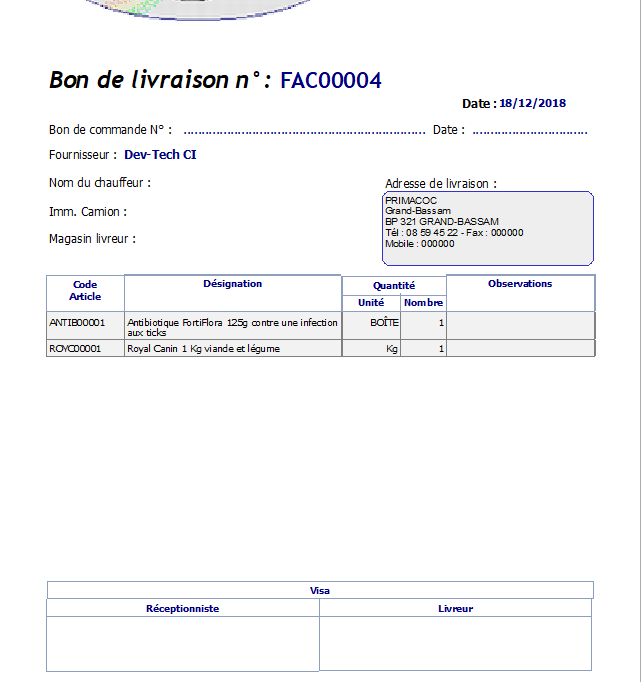 Bon de livraison n° : FAC00004
Date : 18/12/2018
Bon de commande N° : ........................................................................ Date : ..................................
Fournisseur : Dev-Tech CI
Nom du chauffeur :
Adresse de livraison :
PRIMACOC
Grand-Bassam
BP 321 GRAND-BASSAM
Tél : 08 59 45 22 - Fax : 000000
Mobile : 000000
Imm. Camion :
Magasin livreur :
Code Article Désignation Quantité Observations
Unité Nombre
ANTIB00001 Antibiotique FortiFlora 125g contre une infection BOÎTE 1
aux ticks
ROYC00001 Royal Canin 1 Kg viande et légume Kg 1
Visa
Réceptionniste Livreur